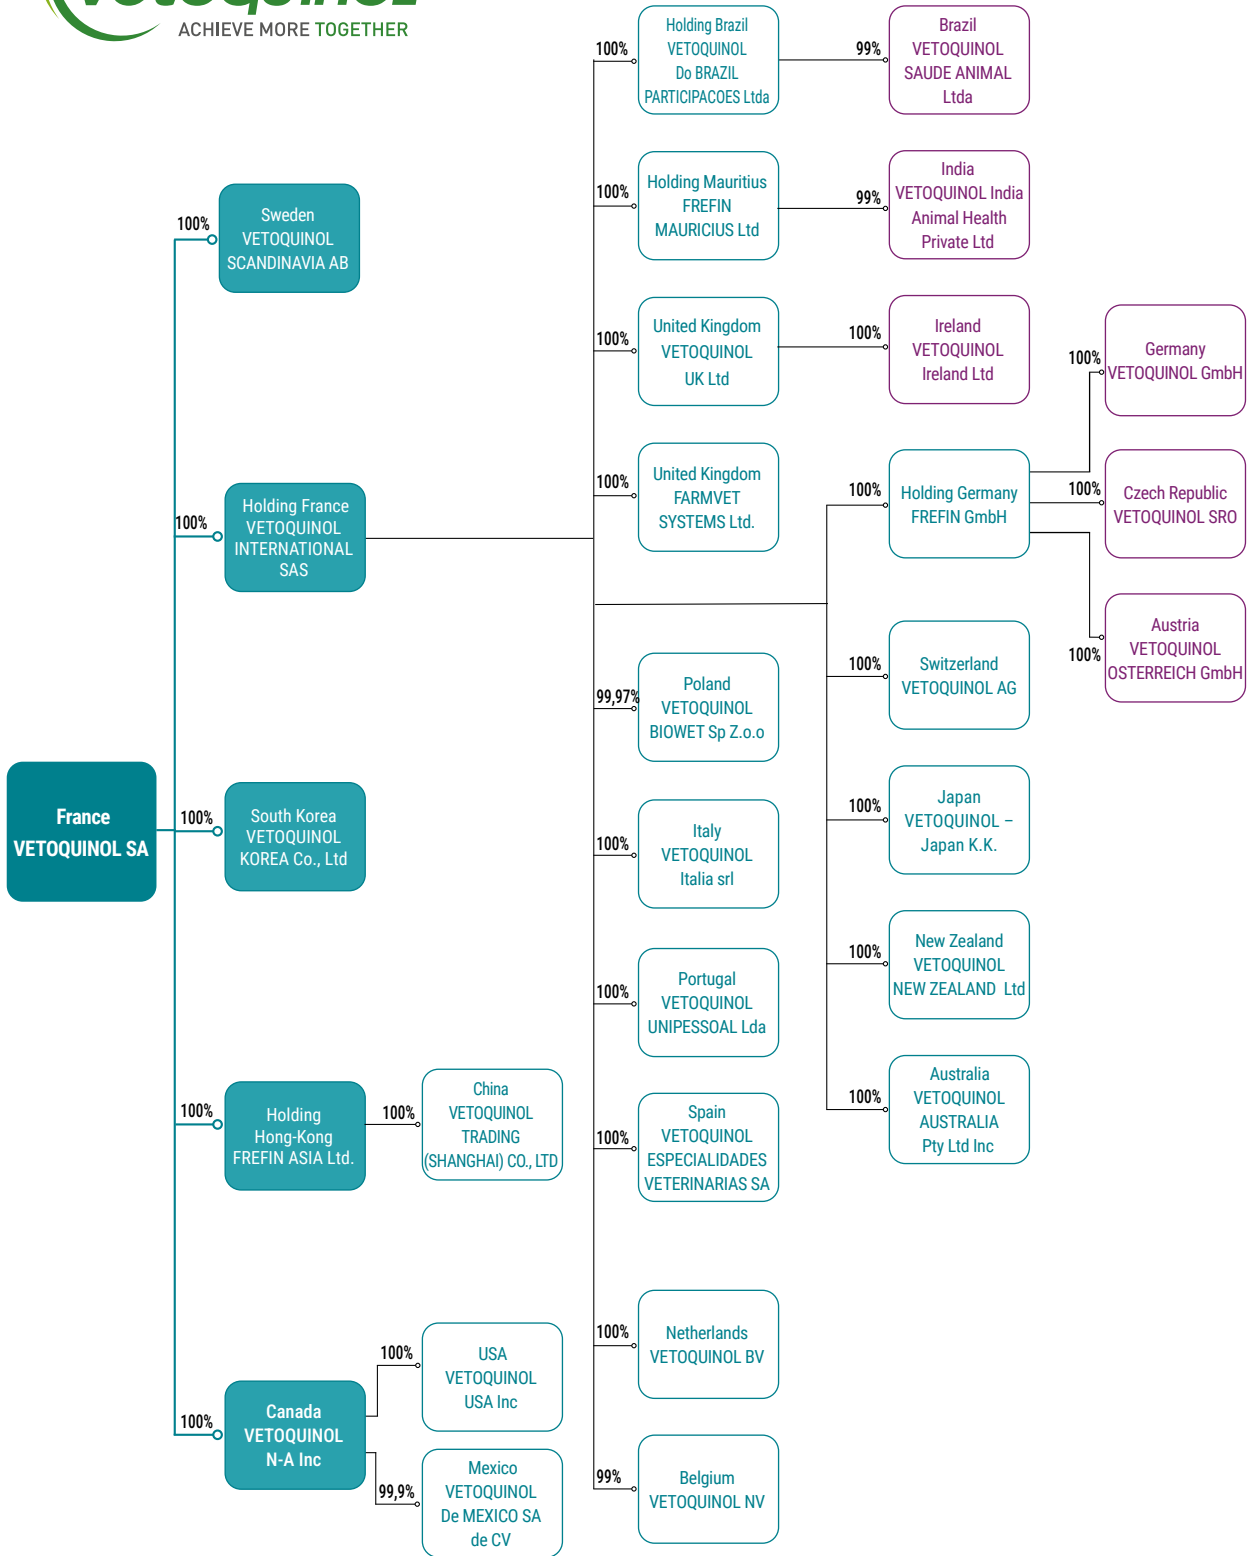 Vetoquinol
ACHIEVE MORE TOGETHER
France
VETOQUINOL SA
100%
Sweden
VETOQUINOL
SCANDINAVIA AB
100%
Holding France
VETOQUINOL
INTERNATIONAL
SAS
100%
South Korea
VETOQUINOL
KOREA Co., Ltd
100%
Holding
Hong-Kong
FREFIN ASIA Ltd.
100%
China
VETOQUINOL
TRADING
(SHANGHAI) CO., LTD
100%
Canada
VETOQUINOL
N-A Inc
100%
USA
VETOQUINOL
USA Inc
99,9%
Mexico
VETOQUINOL
De MEXICO SA
de CV
100%
Holding Brazil
VETOQUINOL
Do BRAZIL
PARTICIPACOES Ltda
99%
Brazil
VETOQUINOL
SAUDE ANIMAL
Ltda
100%
Holding Mauritius
FREFIN
MAURICIUS Ltd
99%
India
VETOQUINOL India
Animal Health
Private Ltd
100%
United Kingdom
VETOQUINOL
UK Ltd
100%
Ireland
VETOQUINOL
Ireland Ltd
100%
United Kingdom
FARMVET
SYSTEMS Ltd.
99,97%
Poland
VETOQUINOL
BIOWET Sp Z.o.o
100%
Italy
VETOQUINOL
Italia srl
100%
Portugal
VETOQUINOL
UNIPESSOAL Lda
100%
Spain
VETOQUINOL
ESPECIALIDADES
VETERINARIAS SA
100%
Netherlands
VETOQUINOL BV
99%
Belgium
VETOQUINOL NV
100%
Holding Germany
FREFIN GmbH
100%
Germany
VETOQUINOL GmbH
100%
Czech Republic
VETOQUINOL SRO
100%
Austria
VETOQUINOL
OSTERREICH GmbH
100%
Switzerland
VETOQUINOL AG
100%
Japan
VETOQUINOL –
Japan K.K.
100%
New Zealand
VETOQUINOL
NEW ZEALAND Ltd
100%
Australia
VETOQUINOL
AUSTRALIA
Pty Ltd Inc